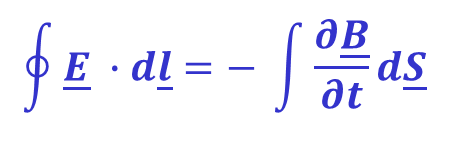 ∮ E̲ · dl̲ = − ∫ ∂B̲/∂t dS̲